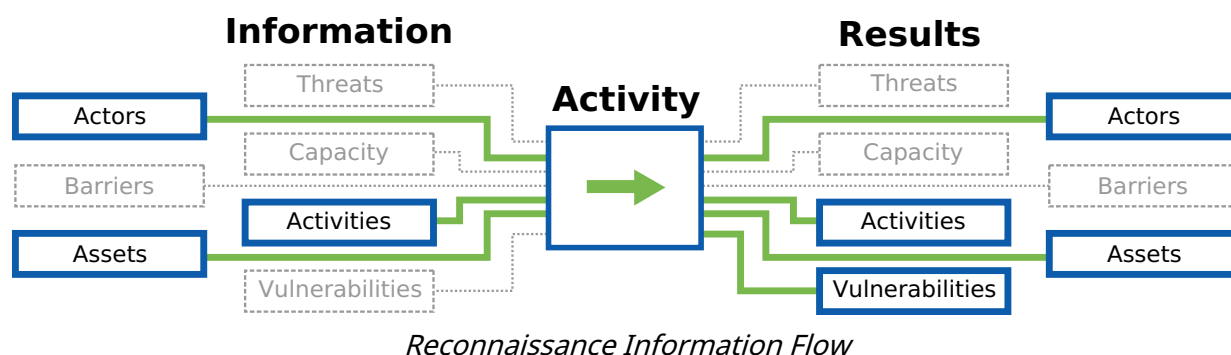 Information
Results
Threats
Threats
Activity
Actors
Actors
Capacity
Capacity
Barriers
Barriers
Activities
Activities
Assets
Assets
Vulnerabilities
Vulnerabilities
Reconnaissance Information Flow